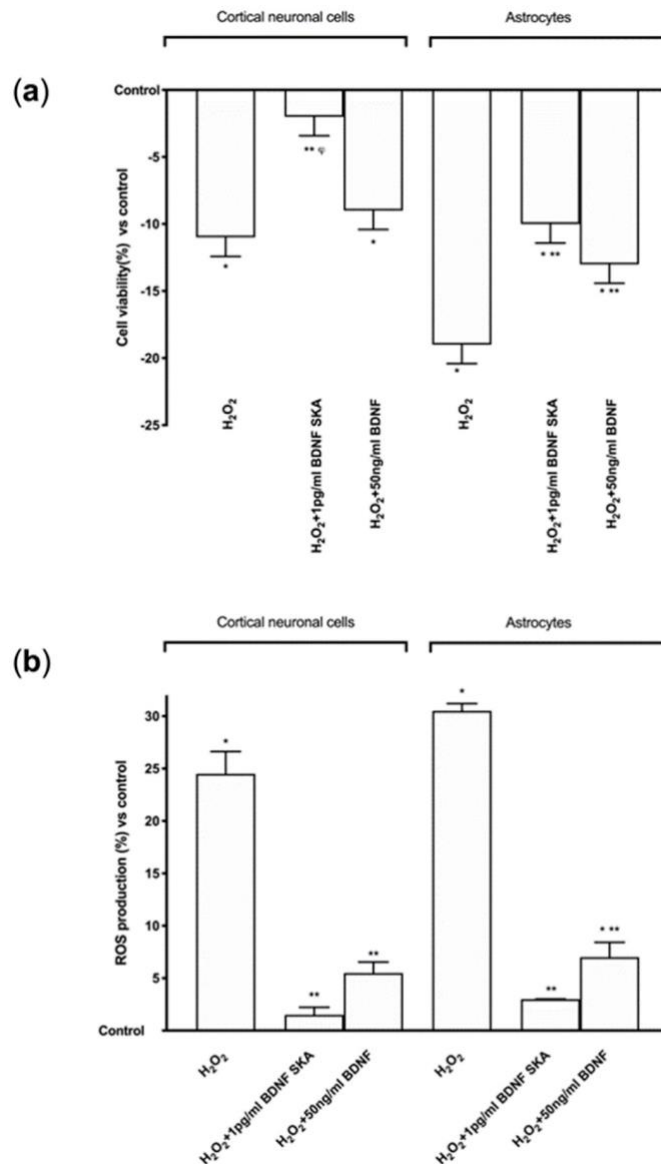 Cortical neuronal cells
Astrocytes
(a)
Control
-5
-10
-15
-20
-25
Cell viability(%) vs control
*
** φ
*
*
* **
* **
H₂O₂
H₂O₂+1pg/ml BDNF SKA
H₂O₂+50ng/ml BDNF
H₂O₂
H₂O₂+1pg/ml BDNF SKA
H₂O₂+50ng/ml BDNF
Cortical neuronal cells
Astrocytes
(b)
30
25
20
15
10
5
Control
ROS production (%) vs control
*
**
**
*
**
* **
H₂O₂
H₂O₂+1pg/ml BDNF SKA
H₂O₂+50ng/ml BDNF
H₂O₂
H₂O₂+1pg/ml BDNF SKA
H₂O₂+50ng/ml BDNF